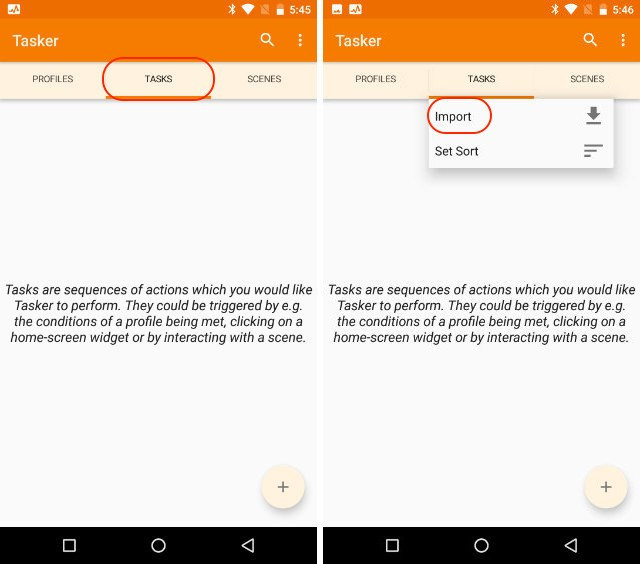 5:45
Tasker
PROFILES TASKS SCENES
Tasks are sequences of actions which you would like
Tasker to perform. They could be triggered by e.g.
the conditions of a profile being met, clicking on a
home-screen widget or by interacting with a scene.
5:46
Tasker
PROFILES TASKS SCENES
Import
Set Sort
Tasks are sequences of actions which you would like
Tasker to perform. They could be triggered by e.g.
the conditions of a profile being met, clicking on a
home-screen widget or by interacting with a scene.